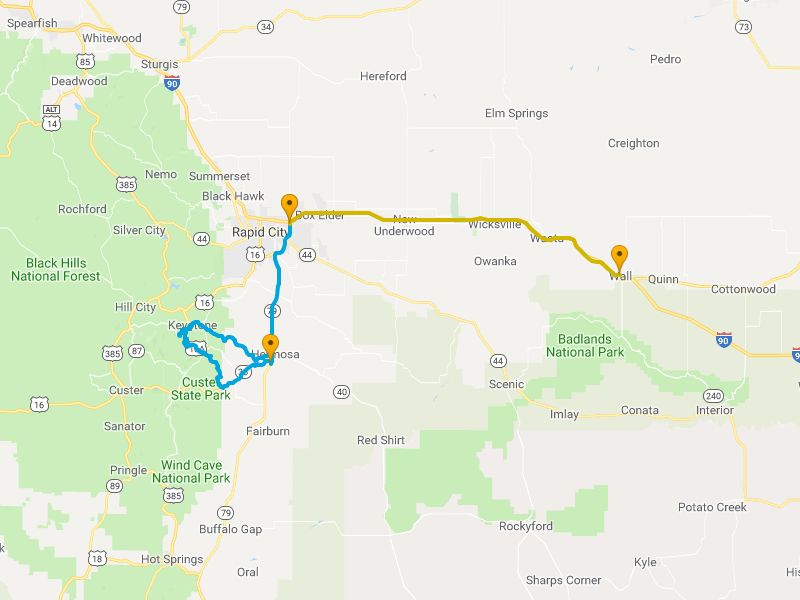 79
Spearfish
34
73
Whitewood
85
Sturgis
Pedro
Deadwood
90
Hereford
ALT
14
Elm Springs
Creighton
Nemo
Summerset
385
Black Hawk
Rochford
Box Elder
New
Underwood
Wicksville
Silver City
Rapid City
44
Wasta
16
44
Owanka
Black Hills
National Forest
Wall
Quinn
Cottonwood
16
Hill City
79
Keystone
Badlands
National Park
90
385
87
16A
Hermosa
44
Custer
State Park
36
Scenic
Custer
40
240
16
Imlay
Conata
Interior
Sanator
Fairburn
Red Shirt
Pringle
Wind Cave
National Park
89
385
79
Buffalo Gap
Rockyford
Potato Creek
18
Hot Springs
Oral
Kyle
Sharps Corner